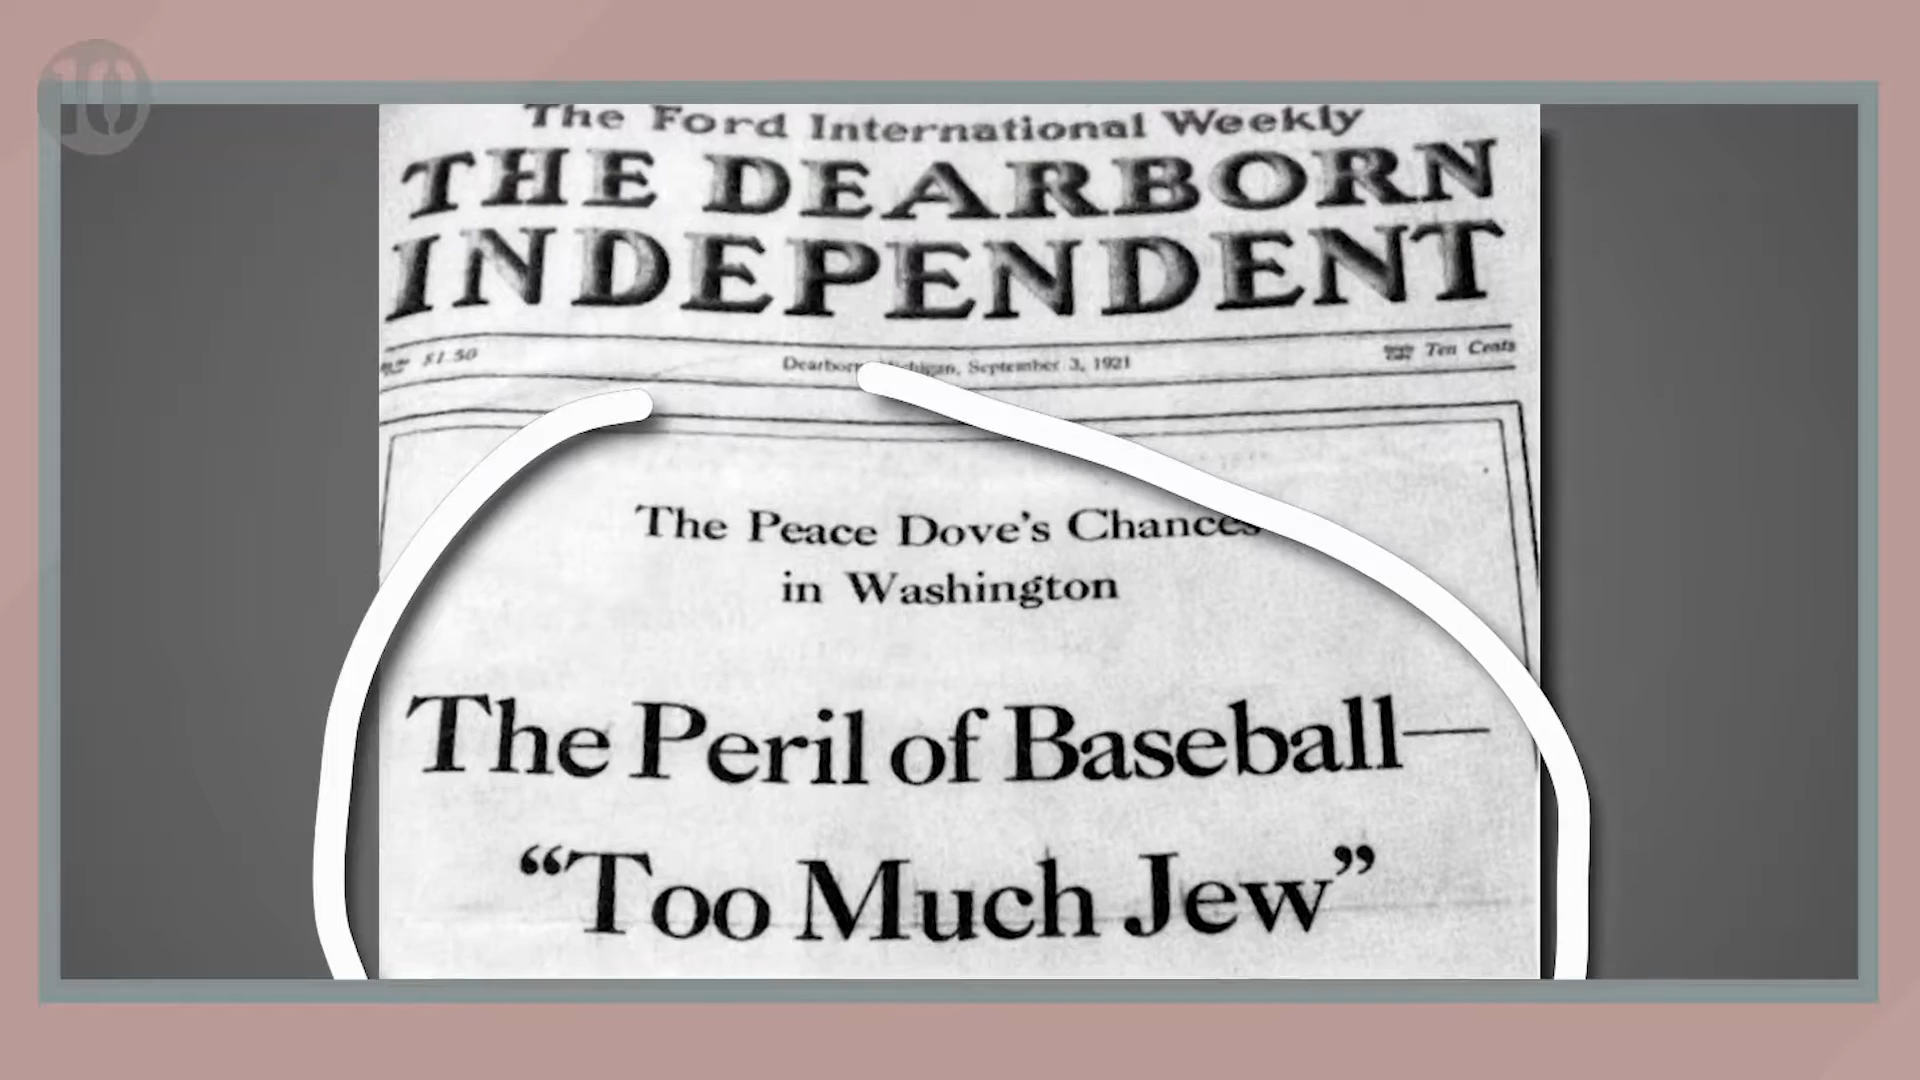 10
The Ford International Weekly
THE DEARBORN
INDEPENDENT
$1.50
Dearborn Michigan, September 3, 1921
Ten Cents
The Peace Dove's Chances
in Washington
The Peril of Baseball—
“Too Much Jew”